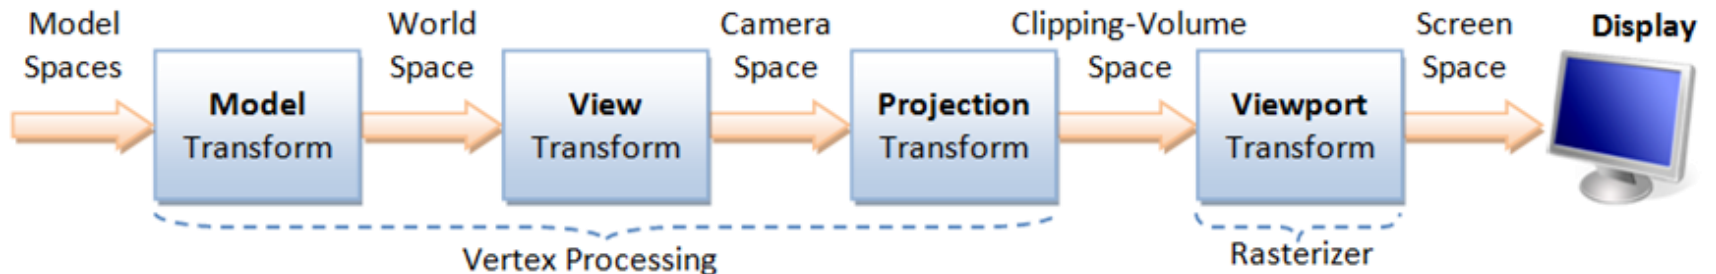 Model
Spaces
Model
Transform
World
Space
View
Transform
Camera
Space
Projection
Transform
Clipping-Volume
Space
Viewport
Transform
Screen
Space
Display
Vertex Processing
Rasterizer